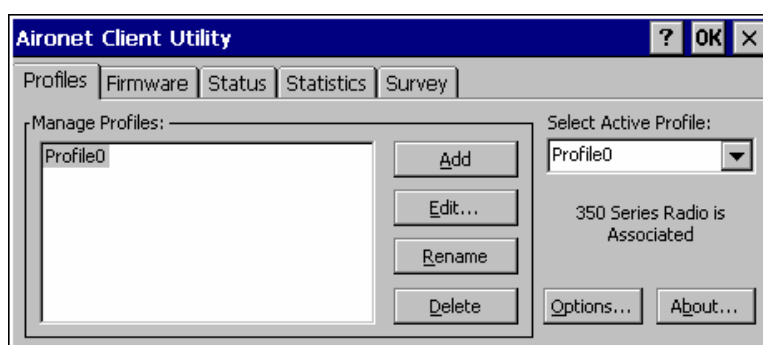 Aironet Client Utility ? OK ×
Profiles Firmware Status Statistics Survey
Manage Profiles:
Profile0
Add
Edit...
Rename
Delete
Select Active Profile:
Profile0
350 Series Radio is
Associated
Options... About...